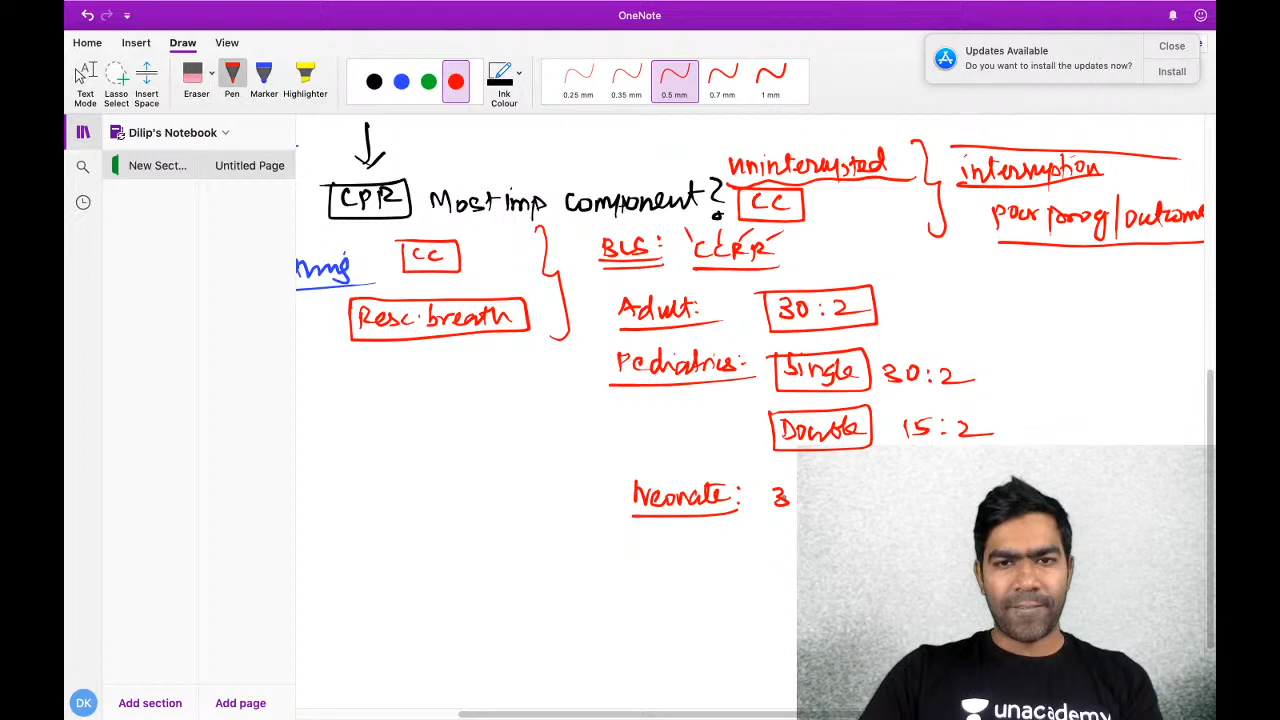 OneNote
Home Insert Draw View
Updates Available
Do you want to install the updates now?
Close
Install
Text Mode
Lasso Select
Insert Space
Eraser
Pen
Marker
Highlighter
Ink Colour
0.25 mm
0.35 mm
0.5 mm
0.7 mm
1 mm
Dilip's Notebook
New Sect...
Untitled Page
uninterrupted
interruption
CPR Most imp component? CC
poor prog/outcome
CC
BLS: CCRR
Resc. breath
Adult: 30:2
Pediatrics: Single 30:2
Double 15:2
Neonate: 3
unacademy
DK
Add section
Add page